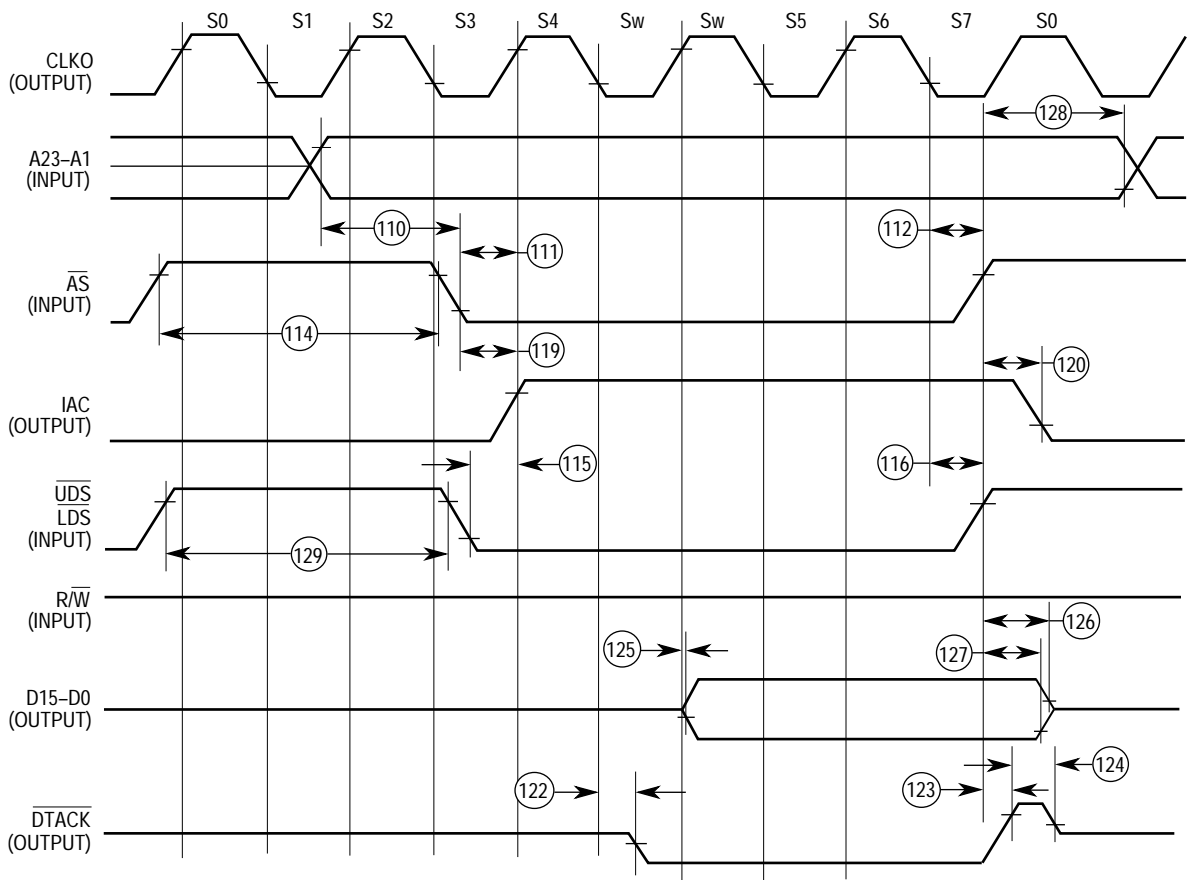 S0 S1 S2 S3 S4 Sw Sw S5 S6 S7 S0
CLKO
(OUTPUT)
128
A23–A1
(INPUT)
110
112
111
AS
(INPUT)
114
119
120
IAC
(OUTPUT)
115
116
UDS
LDS
(INPUT)
129
R/W
(INPUT)
126
125
127
D15–D0
(OUTPUT)
124
122
123
DTACK
(OUTPUT)